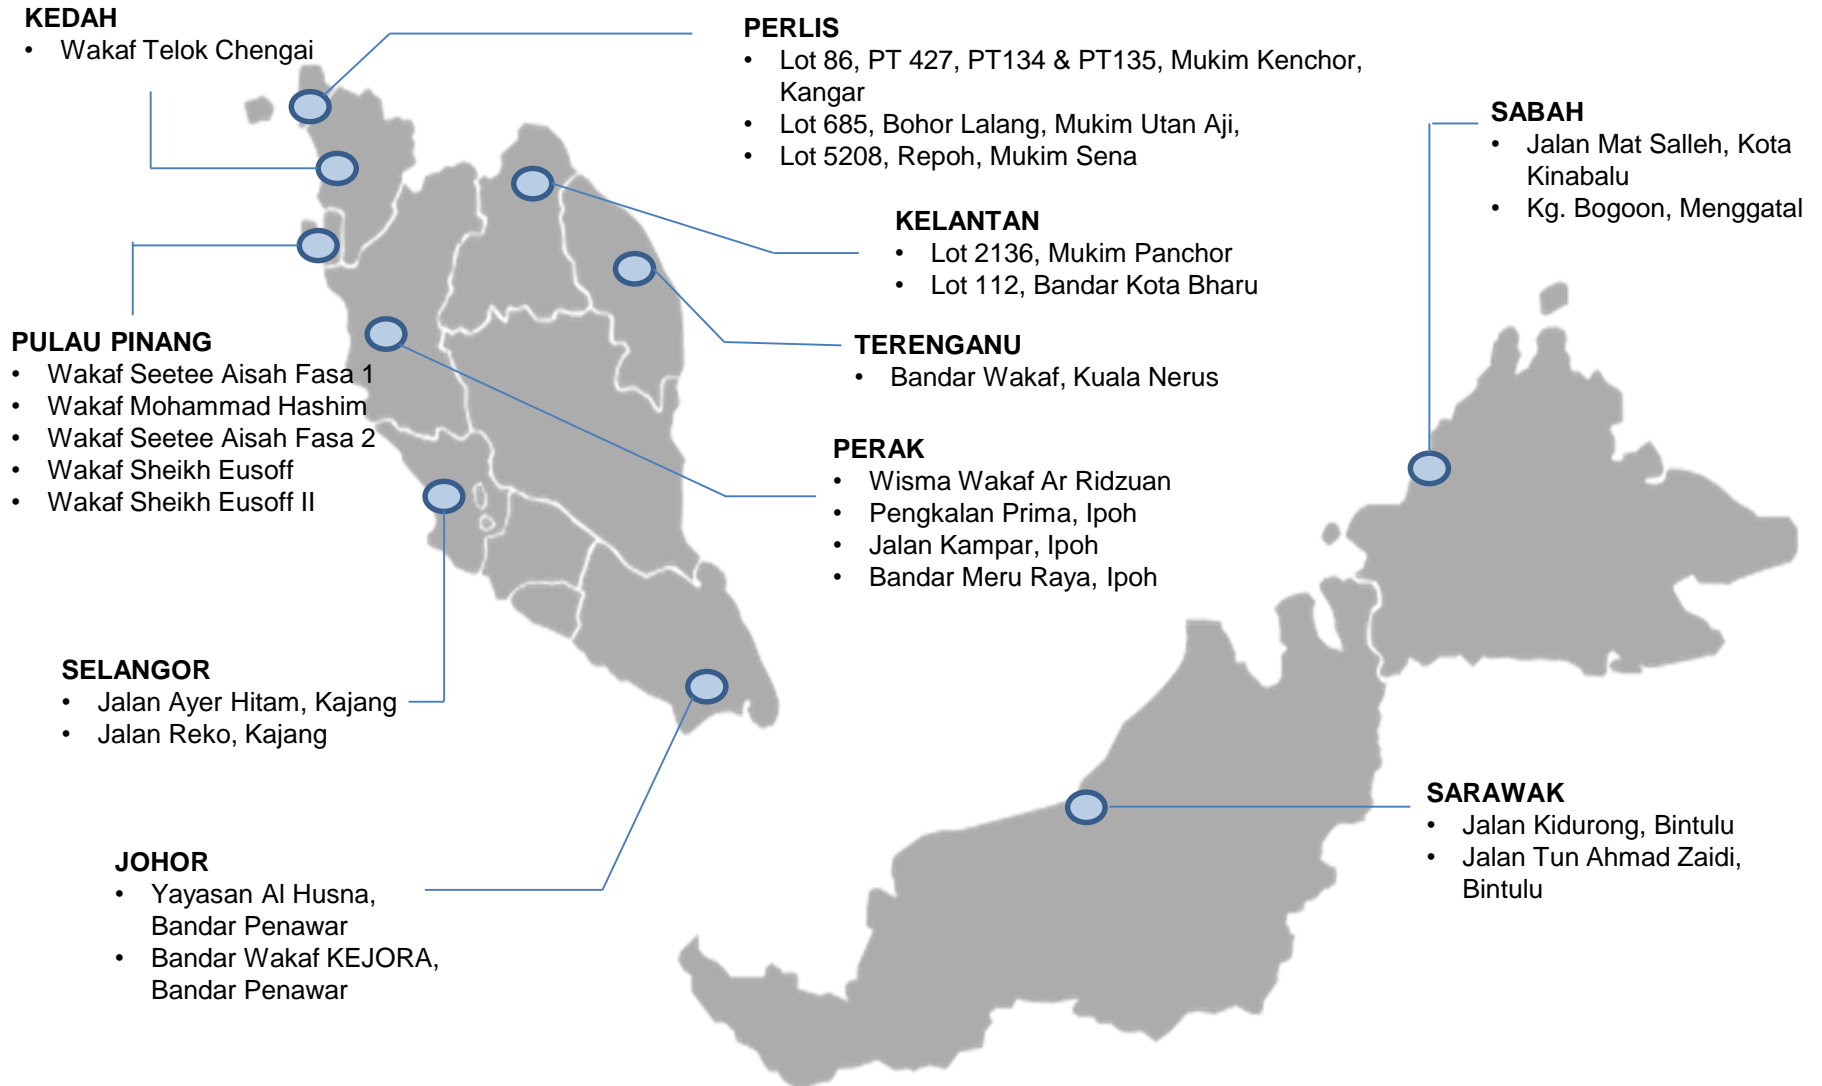 KEDAH
• Wakaf Telok Chengai
PERLIS
• Lot 86, PT 427, PT134 & PT135, Mukim Kenchor,
Kangar
• Lot 685, Bohor Lalang, Mukim Utan Aji,
• Lot 5208, Repoh, Mukim Sena
SABAH
• Jalan Mat Salleh, Kota
Kinabalu
• Kg. Bogoon, Menggatal
KELANTAN
• Lot 2136, Mukim Panchor
• Lot 112, Bandar Kota Bharu
PULAU PINANG
• Wakaf Seetee Aisah Fasa 1
• Wakaf Mohammad Hashim
• Wakaf Seetee Aisah Fasa 2
• Wakaf Sheikh Eusoff
• Wakaf Sheikh Eusoff II
TERENGANU
• Bandar Wakaf, Kuala Nerus
PERAK
• Wisma Wakaf Ar Ridzuan
• Pengkalan Prima, Ipoh
• Jalan Kampar, Ipoh
• Bandar Meru Raya, Ipoh
SELANGOR
• Jalan Ayer Hitam, Kajang
• Jalan Reko, Kajang
SARAWAK
• Jalan Kidurong, Bintulu
• Jalan Tun Ahmad Zaidi,
Bintulu
JOHOR
• Yayasan Al Husna,
Bandar Penawar
• Bandar Wakaf KEJORA,
Bandar Penawar